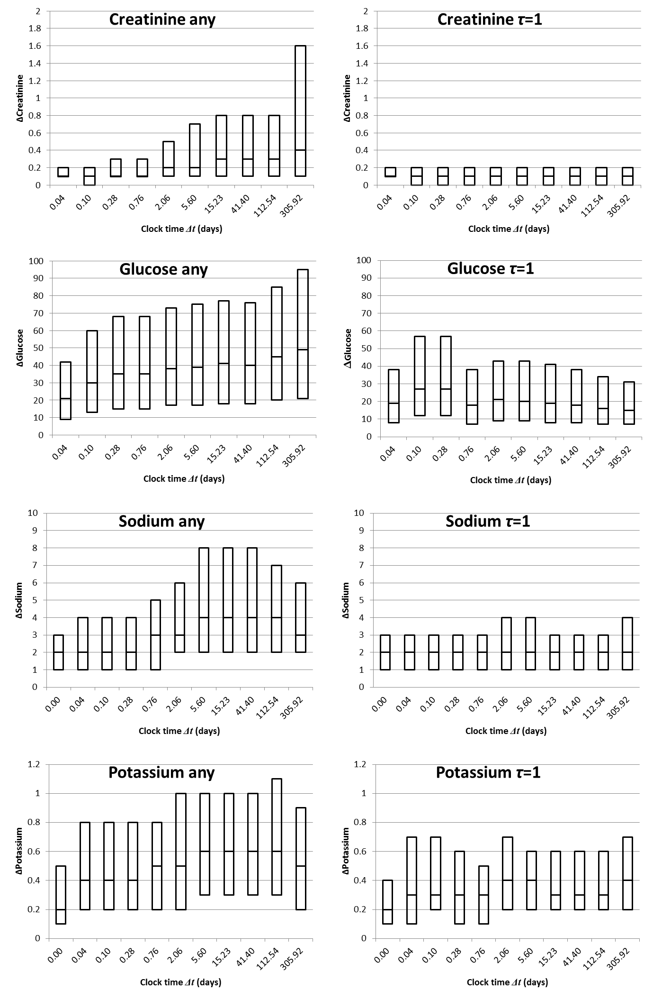 Creatinine any
2
1.8
1.6
1.4
1.2
1
0.8
0.6
0.4
0.2
0
ΔCreatinine
0.04 0.10 0.28 0.76 2.06 5.60 15.23 41.40 112.54 305.92
Clock time Δt (days)
Creatinine τ=1
2
1.8
1.6
1.4
1.2
1
0.8
0.6
0.4
0.2
0
ΔCreatinine
0.04 0.10 0.28 0.76 2.06 5.60 15.23 41.40 112.54 305.92
Clock time Δt (days)
Glucose any
100
90
80
70
60
50
40
30
20
10
0
ΔGlucose
0.04 0.10 0.28 0.76 2.06 5.60 15.23 41.40 112.54 305.92
Clock time Δt (days)
Glucose τ=1
100
90
80
70
60
50
40
30
20
10
0
ΔGlucose
0.04 0.10 0.28 0.76 2.06 5.60 15.23 41.40 112.54 305.92
Clock time Δt (days)
Sodium any
10
9
8
7
6
5
4
3
2
1
0
ΔSodium
0.00 0.04 0.10 0.28 0.76 2.06 5.60 15.23 41.40 112.54 305.92
Clock time Δt (days)
Sodium τ=1
10
9
8
7
6
5
4
3
2
1
0
ΔSodium
0.00 0.04 0.10 0.28 0.76 2.06 5.60 15.23 41.40 112.54 305.92
Clock time Δt (days)
Potassium any
1.2
1
0.8
0.6
0.4
0.2
0
ΔPotassium
0.00 0.04 0.10 0.28 0.76 2.06 5.60 15.23 41.40 112.54 305.92
Clock time Δt (days)
Potassium τ=1
1.2
1
0.8
0.6
0.4
0.2
0
ΔPotassium
0.00 0.04 0.10 0.28 0.76 2.06 5.60 15.23 41.40 112.54 305.92
Clock time Δt (days)